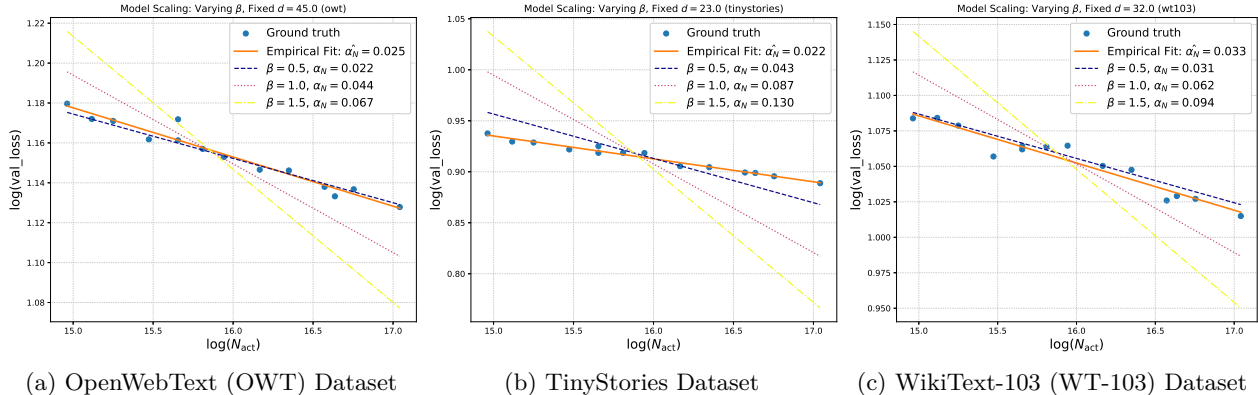 Model Scaling: Varying β, Fixed d = 45.0 (owt)
1.22
1.20
1.18
1.16
1.14
1.12
1.10
1.08
log(val_loss)
Ground truth
Empirical Fit: α̂_N = 0.025
β = 0.5, α_N = 0.022
β = 1.0, α_N = 0.044
β = 1.5, α_N = 0.067
15.0 15.5 16.0 16.5 17.0
log(N_act)
(a) OpenWebText (OWT) Dataset
Model Scaling: Varying β, Fixed d = 23.0 (tinystories)
1.05
1.00
0.95
0.90
0.85
0.80
log(val_loss)
Ground truth
Empirical Fit: α̂_N = 0.022
β = 0.5, α_N = 0.043
β = 1.0, α_N = 0.087
β = 1.5, α_N = 0.130
15.0 15.5 16.0 16.5 17.0
log(N_act)
(b) TinyStories Dataset
Model Scaling: Varying β, Fixed d = 32.0 (wt103)
1.150
1.125
1.100
1.075
1.050
1.025
1.000
0.975
0.950
log(val_loss)
Ground truth
Empirical Fit: α̂_N = 0.033
β = 0.5, α_N = 0.031
β = 1.0, α_N = 0.062
β = 1.5, α_N = 0.094
15.0 15.5 16.0 16.5 17.0
log(N_act)
(c) WikiText-103 (WT-103) Dataset